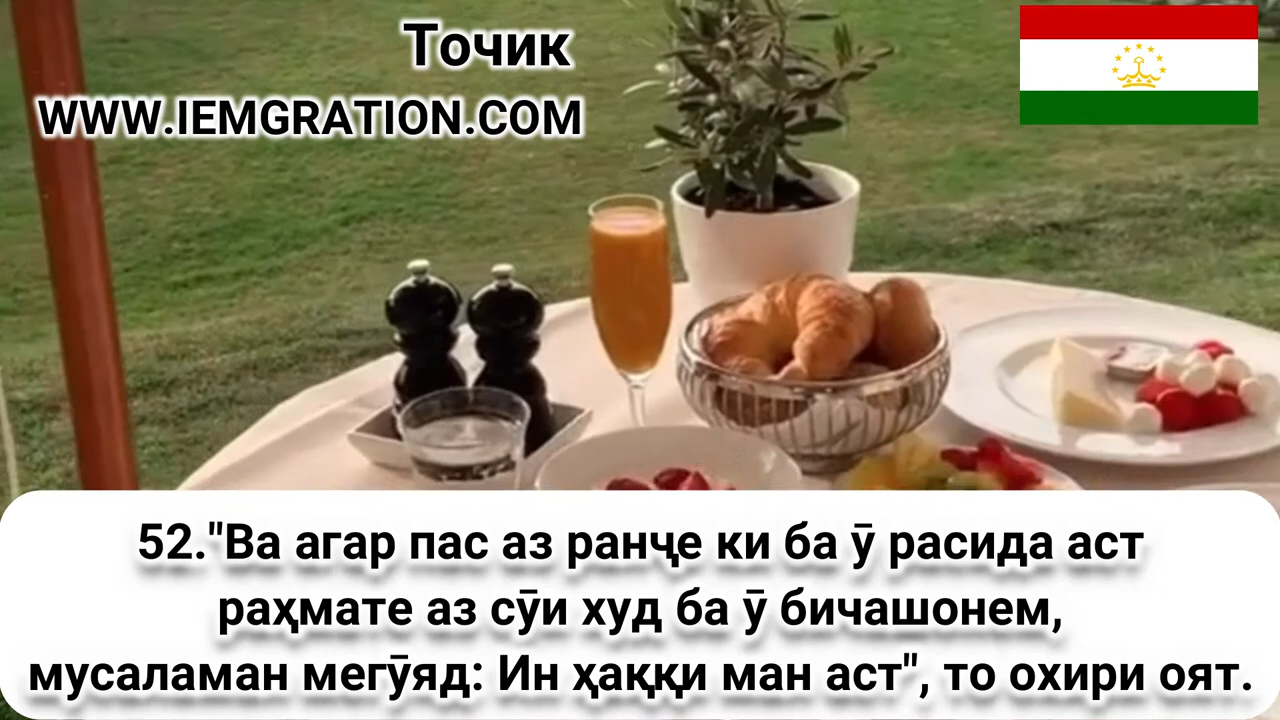 Точик
WWW.IEMGRATION.COM
52."Ва агар пас аз ранҷе ки ба ӯ расида аст
раҳмате аз сӯи худ ба ӯ бичашонем,
мусаламан мегӯяд: Ин ҳаққи ман аст", то охири оят.